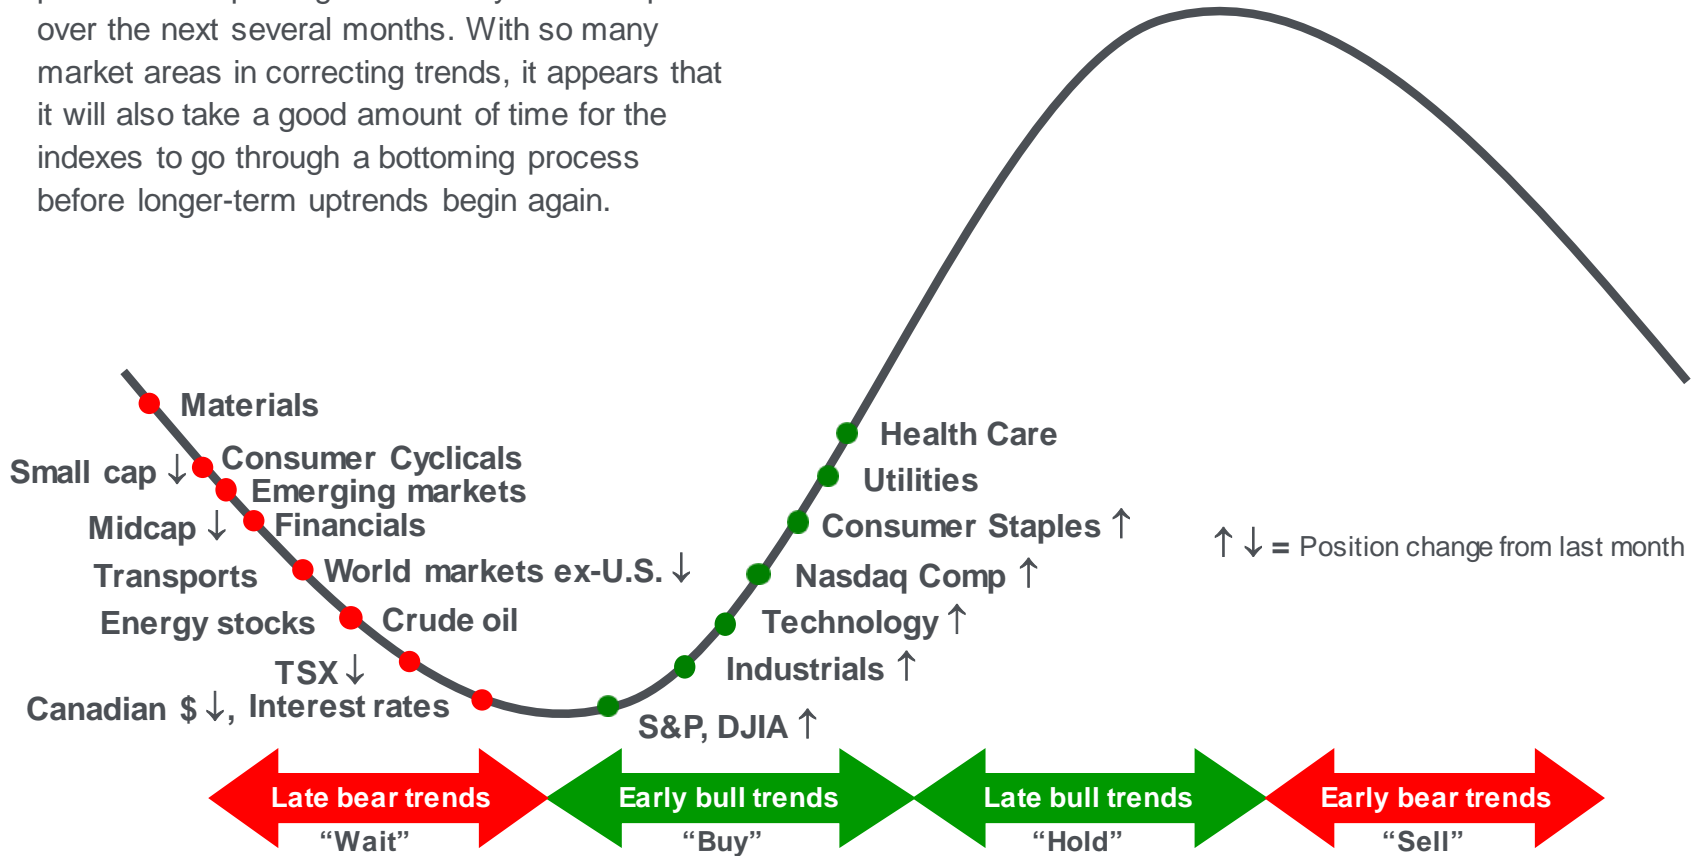 over the next several months. With so many
market areas in correcting trends, it appears that
it will also take a good amount of time for the
indexes to go through a bottoming process
before longer-term uptrends begin again.
Materials
Small cap ↓ Consumer Cyclicals
Emerging markets
Midcap ↓ Financials
Transports World markets ex-U.S. ↓
Energy stocks Crude oil
TSX ↓
Canadian $ ↓, Interest rates
Health Care
Utilities
Consumer Staples ↑
Nasdaq Comp ↑
Technology ↑
Industrials ↑
S&P, DJIA ↑
↑ ↓ = Position change from last month
Late bear trends Early bull trends Late bull trends Early bear trends
“Wait” “Buy” “Hold” “Sell”